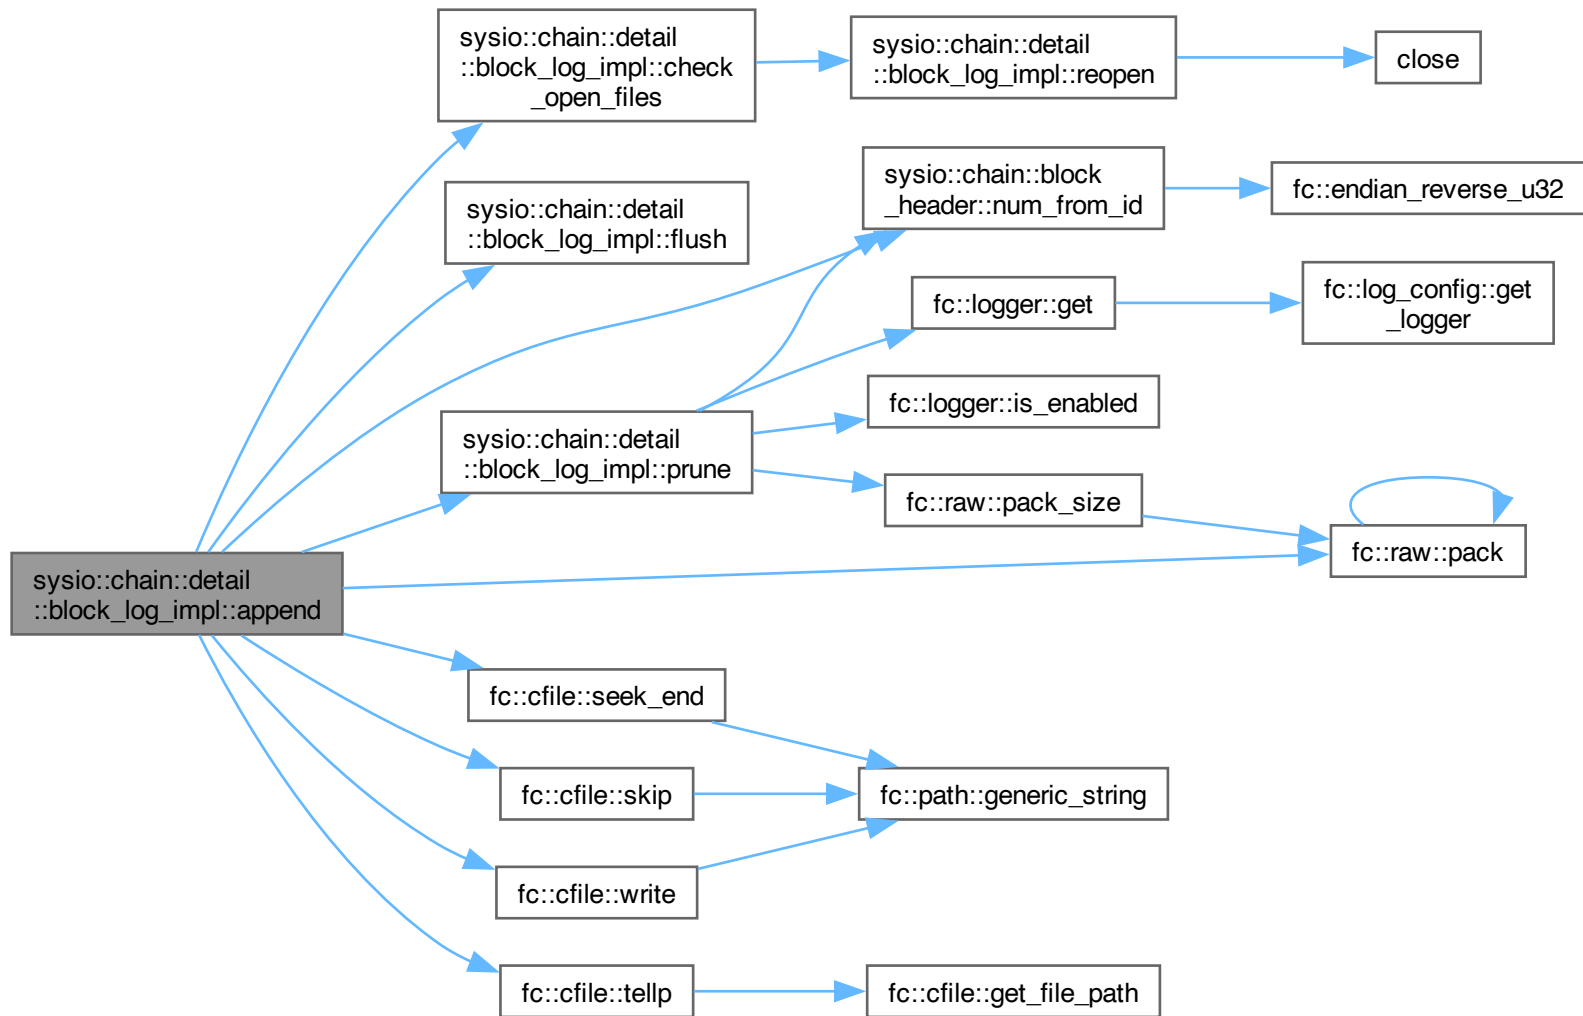 sysio::chain::detail
::block_log_impl::check
_open_files
sysio::chain::detail
::block_log_impl::reopen
close
sysio::chain::detail
::block_log_impl::flush
sysio::chain::block
_header::num_from_id
fc::endian_reverse_u32
fc::logger::get
fc::log_config::get
_logger
fc::logger::is_enabled
sysio::chain::detail
::block_log_impl::prune
fc::raw::pack_size
fc::raw::pack
sysio::chain::detail
::block_log_impl::append
fc::cfile::seek_end
fc::cfile::skip
fc::path::generic_string
fc::cfile::write
fc::cfile::tellp
fc::cfile::get_file_path